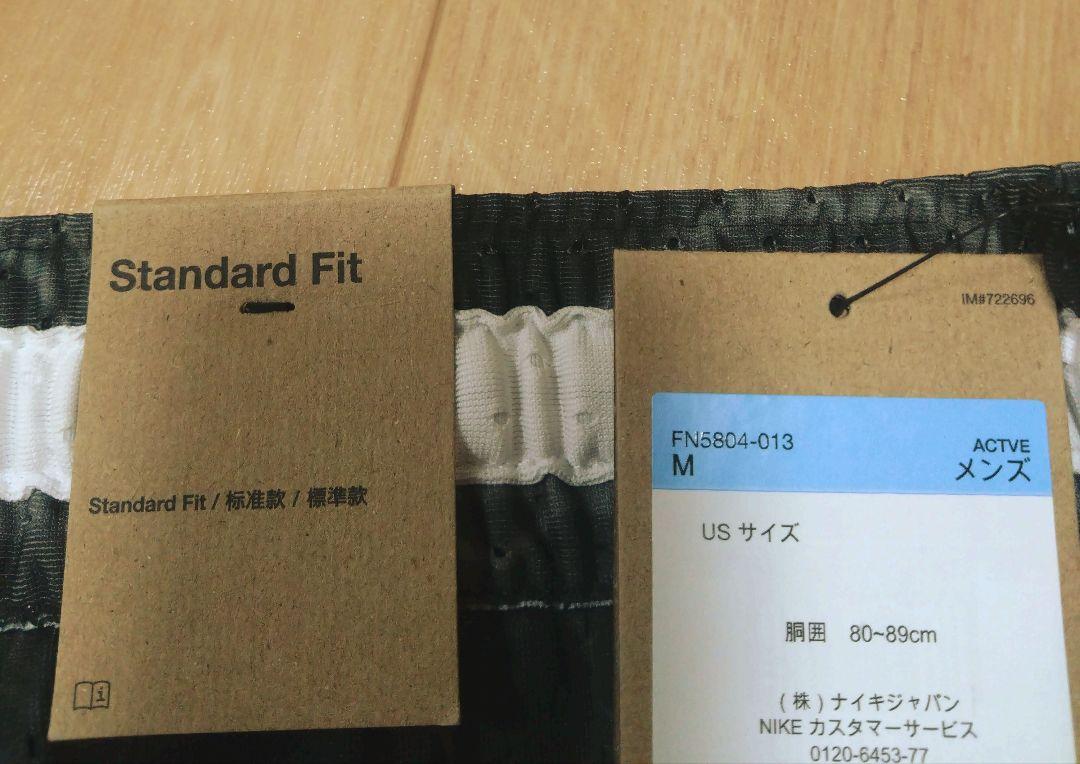 Standard Fit
Standard Fit / 标准款 / 標準款
i
IM#722696
FN5804-013
ACTVE
M
メンズ
US サイズ
胴囲 80~89cm
(株)ナイキジャパン
NIKE カスタマーサービス
0120-6453-77